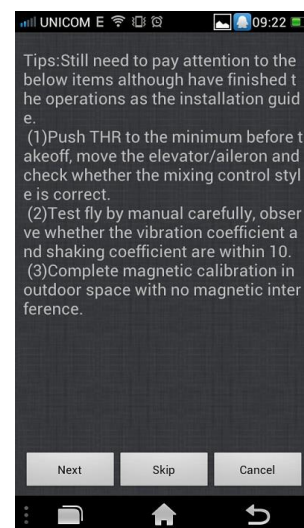 UNICOM E 09:22
Tips:Still need to pay attention to the
below items although have finished t
he operations as the installation guid
e.
(1)Push THR to the minimum before t
akeoff, move the elevator/aileron and
check whether the mixing control styl
e is correct.
(2)Test fly by manual carefully, obser
ve whether the vibration coefficient a
nd shaking coefficient are within 10.
(3)Complete magnetic calibration in
outdoor space with no magnetic inter
ference.
Next Skip Cancel